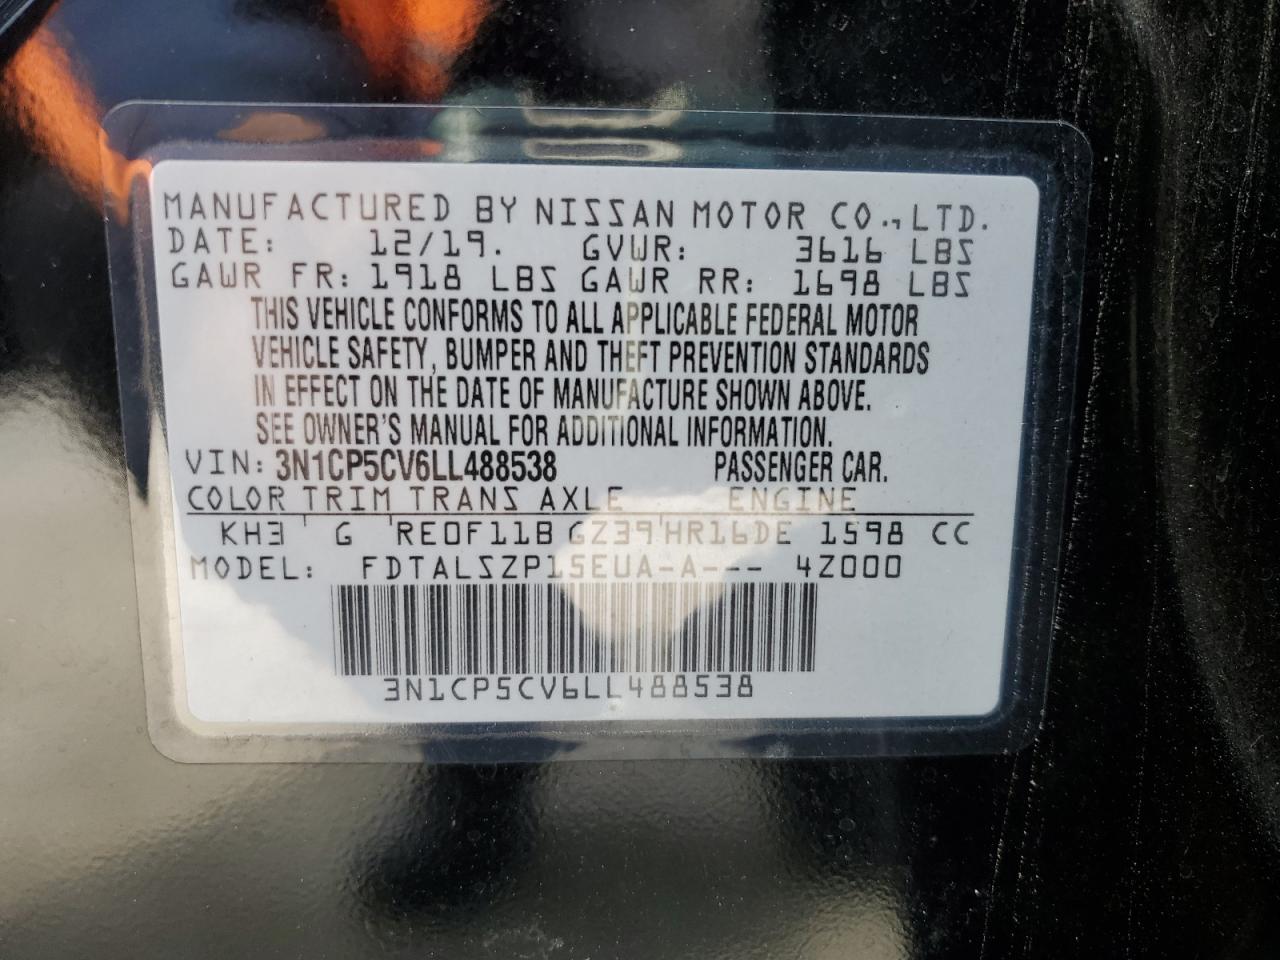 MANUFACTURED BY NISSAN MOTOR CO., LTD.
DATE: 12/19. GVWR: 3616 LBS
GAWR FR: 1918 LBS GAWR RR: 1698 LBS
THIS VEHICLE CONFORMS TO ALL APPLICABLE FEDERAL MOTOR
VEHICLE SAFETY, BUMPER AND THEFT PREVENTION STANDARDS
IN EFFECT ON THE DATE OF MANUFACTURE SHOWN ABOVE.
SEE OWNER'S MANUAL FOR ADDITIONAL INFORMATION.
VIN: 3N1CP5CV6LL488538 PASSENGER CAR.
COLOR TRIM TRANS AXLE ENGINE
KH3 G RE0F11B GZ39 HR16DE 1598 CC
MODEL: FDTALSZP15EUA-A--- 4Z000
3N1CP5CV6LL488538